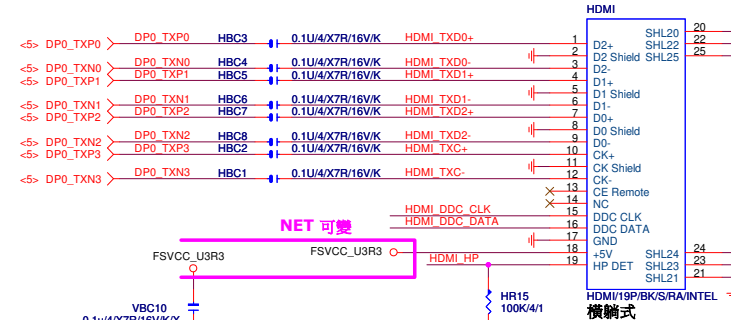 HDMI
<5> DP0_TXP0 DP0_TXP0 HBC3 0.1U/4/X7R/16V/K HDMI_TXD0+ 1 D2+ SHL20 20
2 D2 Shield SHL22 22
<5> DP0_TXN0 DP0_TXN0 HBC4 0.1U/4/X7R/16V/K HDMI_TXD0- 3 D2- SHL25 25
<5> DP0_TXP1 DP0_TXP1 HBC5 0.1U/4/X7R/16V/K HDMI_TXD1+ 4 D1+
5 D1 Shield
<5> DP0_TXN1 DP0_TXN1 HBC6 0.1U/4/X7R/16V/K HDMI_TXD1- 6 D1-
<5> DP0_TXP2 DP0_TXP2 HBC7 0.1U/4/X7R/16V/K HDMI_TXD2+ 7 D0+
8 D0 Shield
<5> DP0_TXN2 DP0_TXN2 HBC8 0.1U/4/X7R/16V/K HDMI_TXD2- 9 D0-
<5> DP0_TXP3 DP0_TXP3 HBC2 0.1U/4/X7R/16V/K HDMI_TXC+ 10 CK+
11 CK Shield
<5> DP0_TXN3 DP0_TXN3 HBC1 0.1U/4/X7R/16V/K HDMI_TXC- 12 CK-
13 CE Remote
14 NC
HDMI_DDC_CLK 15 DDC CLK
HDMI_DDC_DATA 16 DDC DATA
NET 可變
17 GND
FSVCC_U3R3 FSVCC_U3R3 18 +5V SHL24 24
HDMI_HP 19 HP DET SHL23 23
SHL21 21
HR15 HDMI/19P/BK/S/RA/INTEL
VBC10 100K/4/1 橫躺式
0.1u/4/X7R/16V/K/X